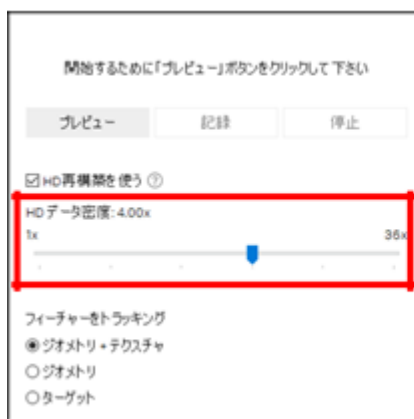 開始するために「プレビュー」ボタンをクリックして下さい
プレビュー 記録 停止
HD再構築を使う ?
HDデータ密度: 4.00x
1x 36x
フィーチャーをトラッキング
ジオメトリ + テクスチャ
ジオメトリ
ターゲット